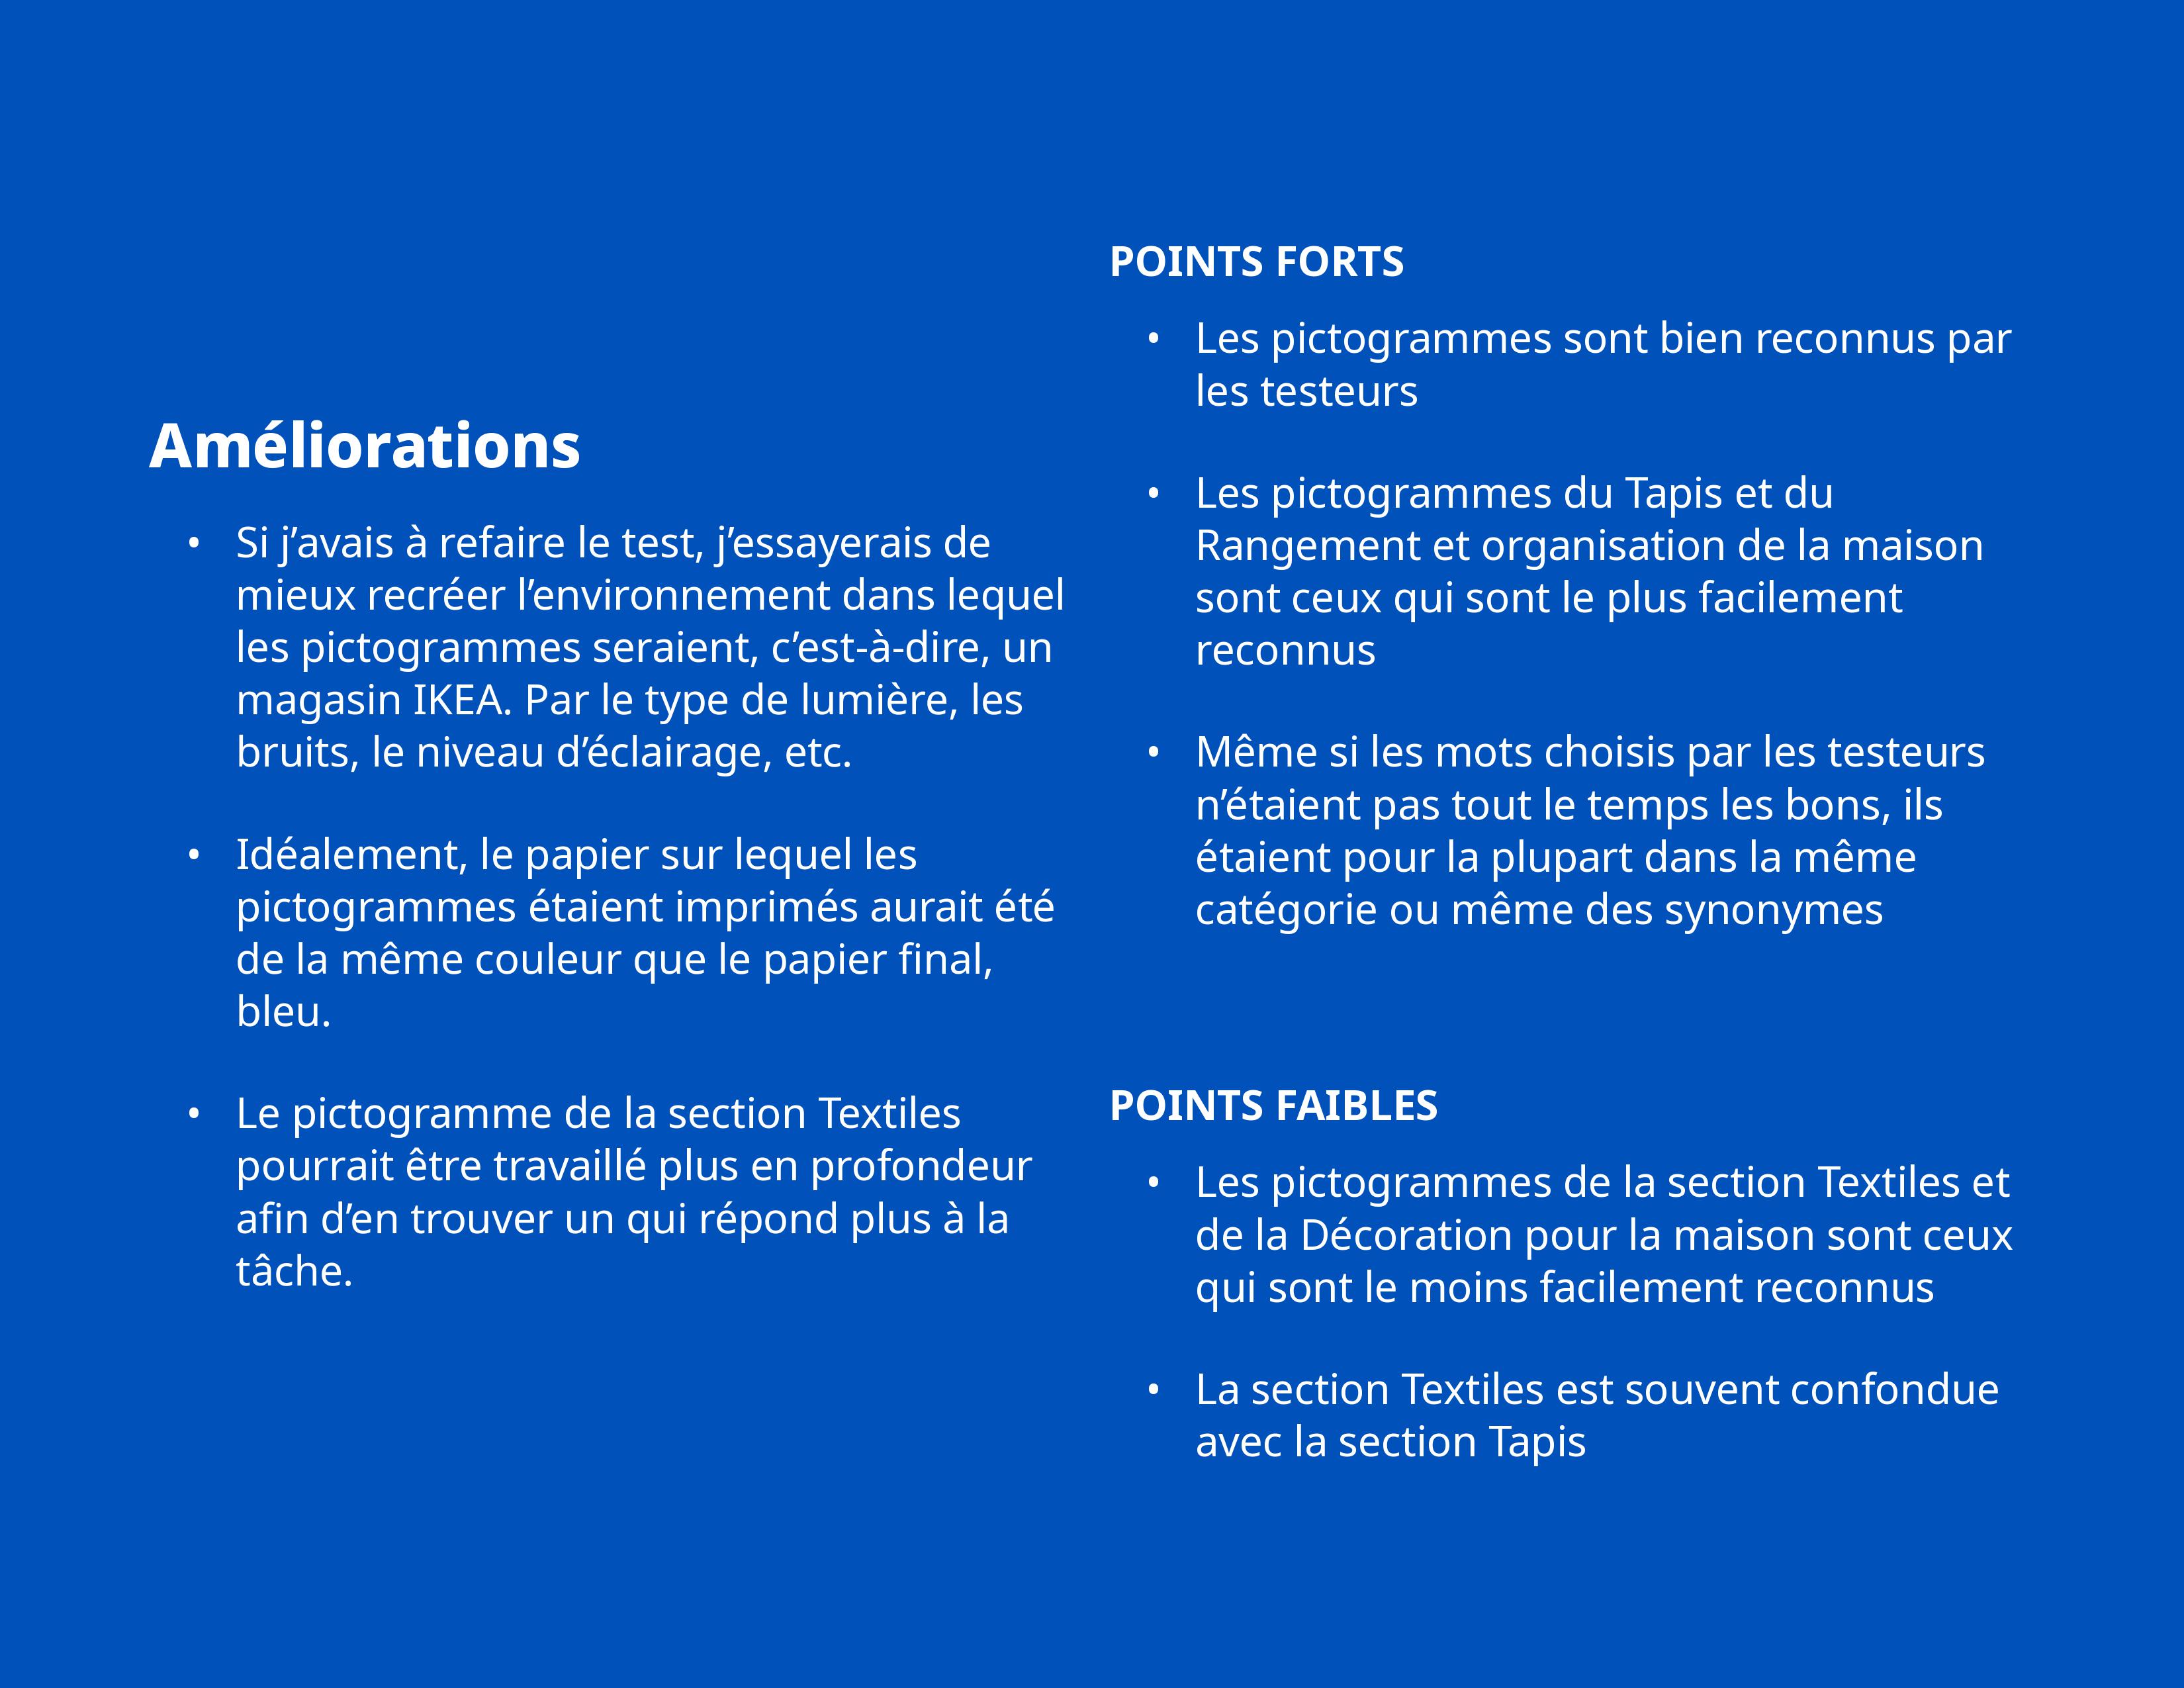 Améliorations
• Si j’avais à refaire le test, j’essayerais de
mieux recréer l’environnement dans lequel
les pictogrammes seraient, c’est-à-dire, un
magasin IKEA. Par le type de lumière, les
bruits, le niveau d’éclairage, etc.
• Idéalement, le papier sur lequel les
pictogrammes étaient imprimés aurait été
de la même couleur que le papier final,
bleu.
• Le pictogramme de la section Textiles
pourrait être travaillé plus en profondeur
afin d’en trouver un qui répond plus à la
tâche.
POINTS FORTS
• Les pictogrammes sont bien reconnus par
les testeurs
• Les pictogrammes du Tapis et du
Rangement et organisation de la maison
sont ceux qui sont le plus facilement
reconnus
• Même si les mots choisis par les testeurs
n’étaient pas tout le temps les bons, ils
étaient pour la plupart dans la même
catégorie ou même des synonymes
POINTS FAIBLES
• Les pictogrammes de la section Textiles et
de la Décoration pour la maison sont ceux
qui sont le moins facilement reconnus
• La section Textiles est souvent confondue
avec la section Tapis